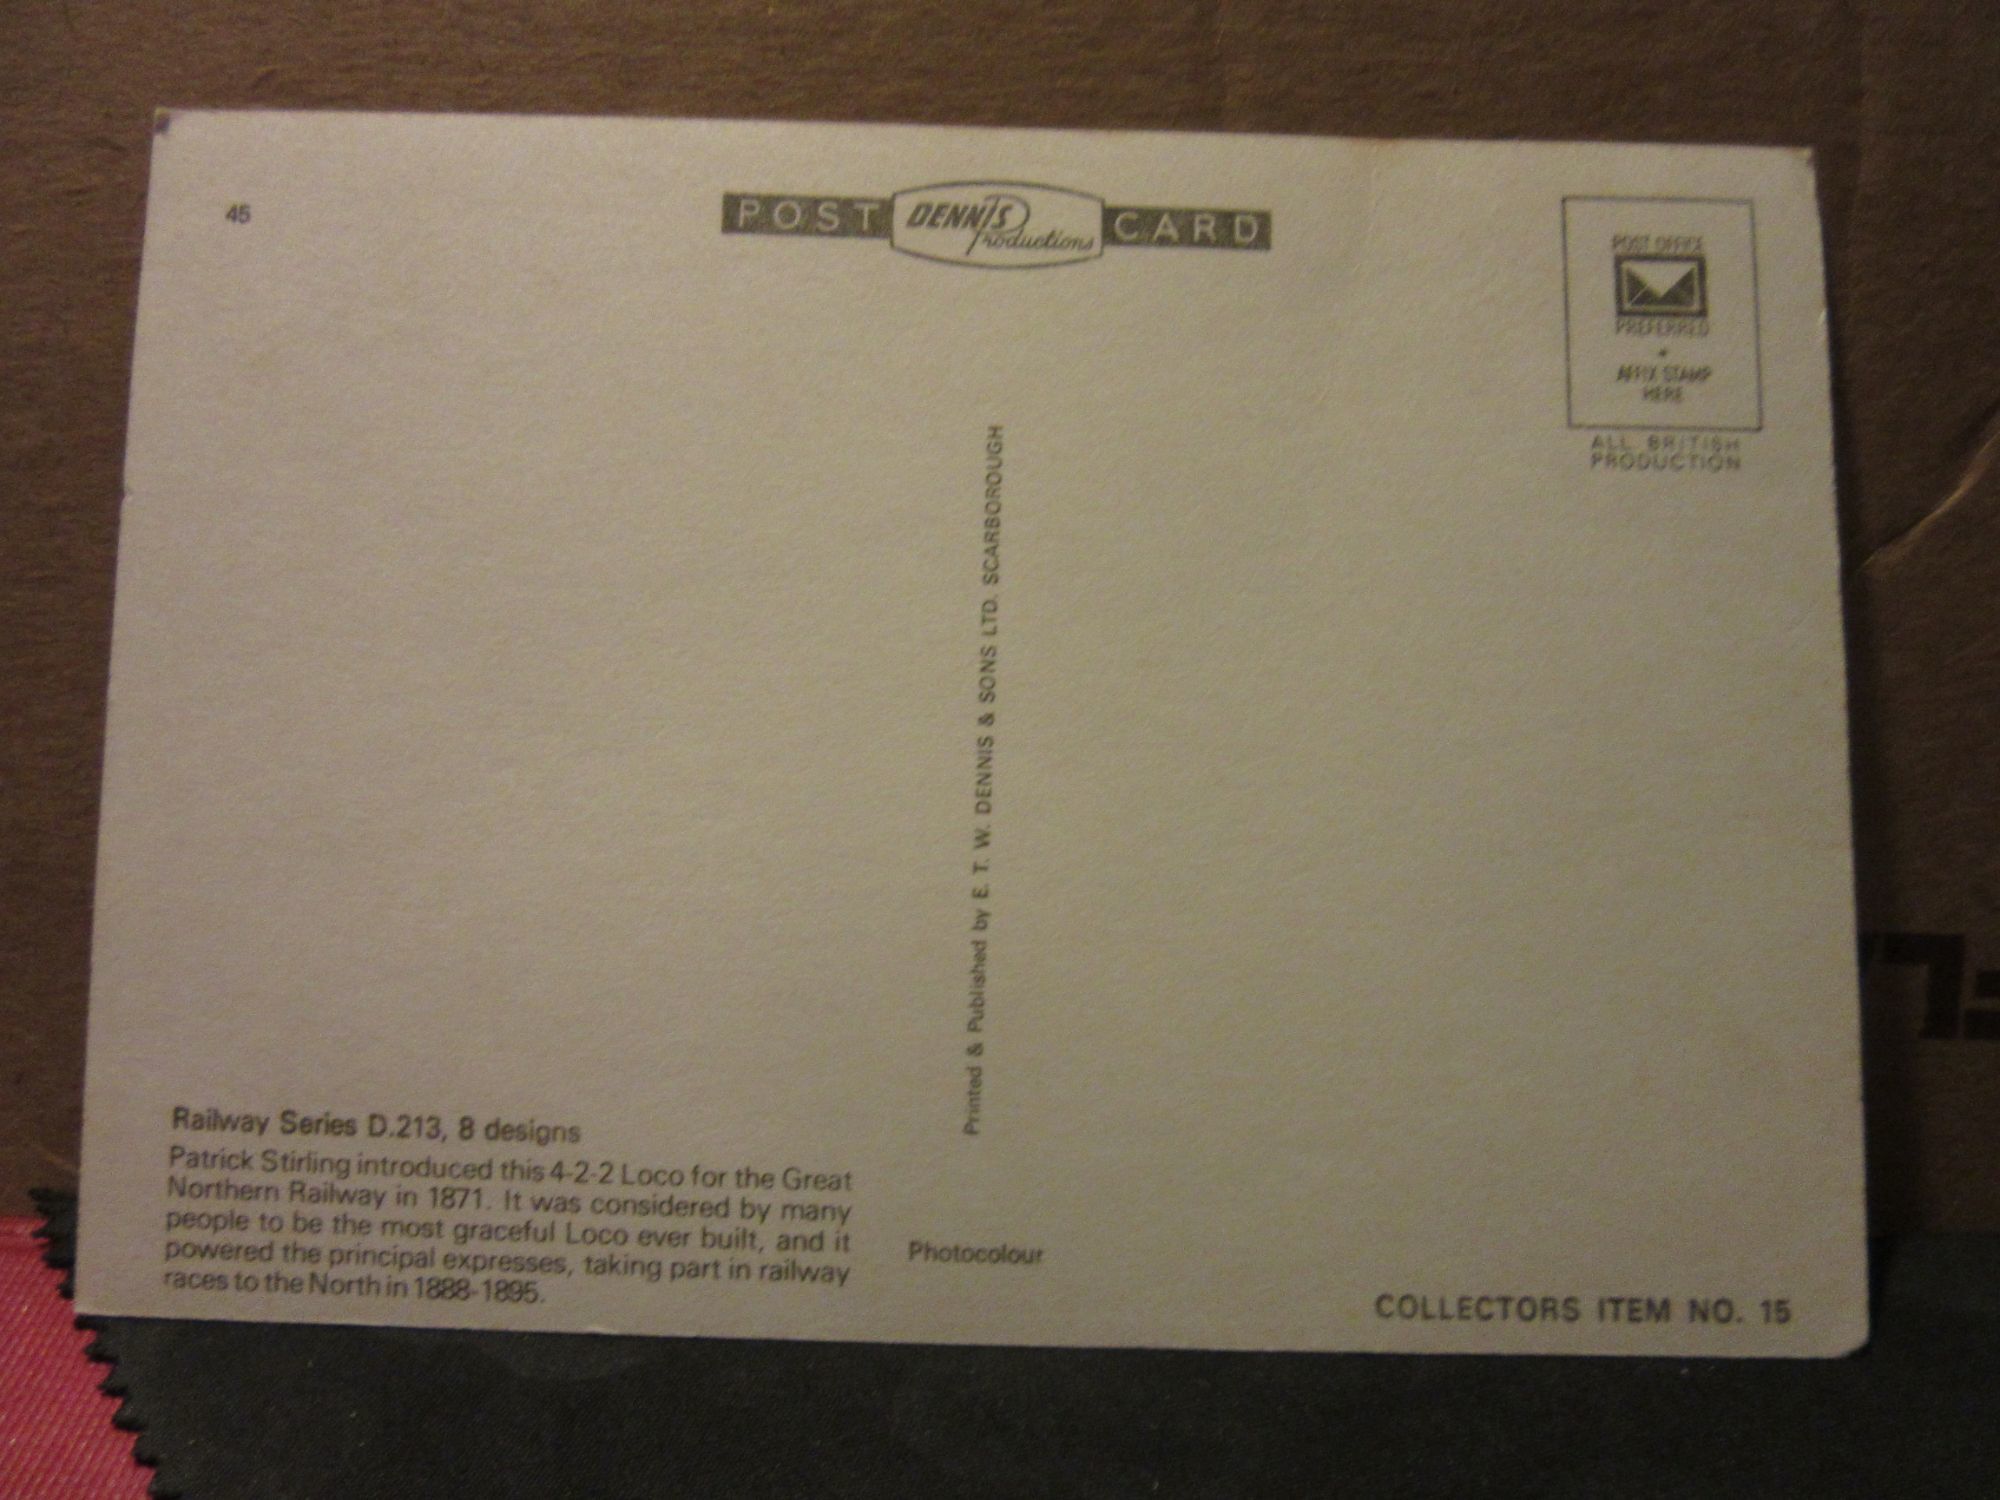 45
POST DENNIS Productions CARD
POST OFFICE
PREFERRED
AFFIX STAMP
HERE
ALL BRITISH
PRODUCTION
Printed & Published by E. T. W. DENNIS & SONS LTD. SCARBOROUGH
Railway Series D.213, 8 designs
Patrick Stirling introduced this 4-2-2 Loco for the Great
Northern Railway in 1871. It was considered by many
people to be the most graceful Loco ever built, and it
powered the principal expresses, taking part in railway
races to the North in 1888-1895.
Photocolour
COLLECTORS ITEM NO. 15